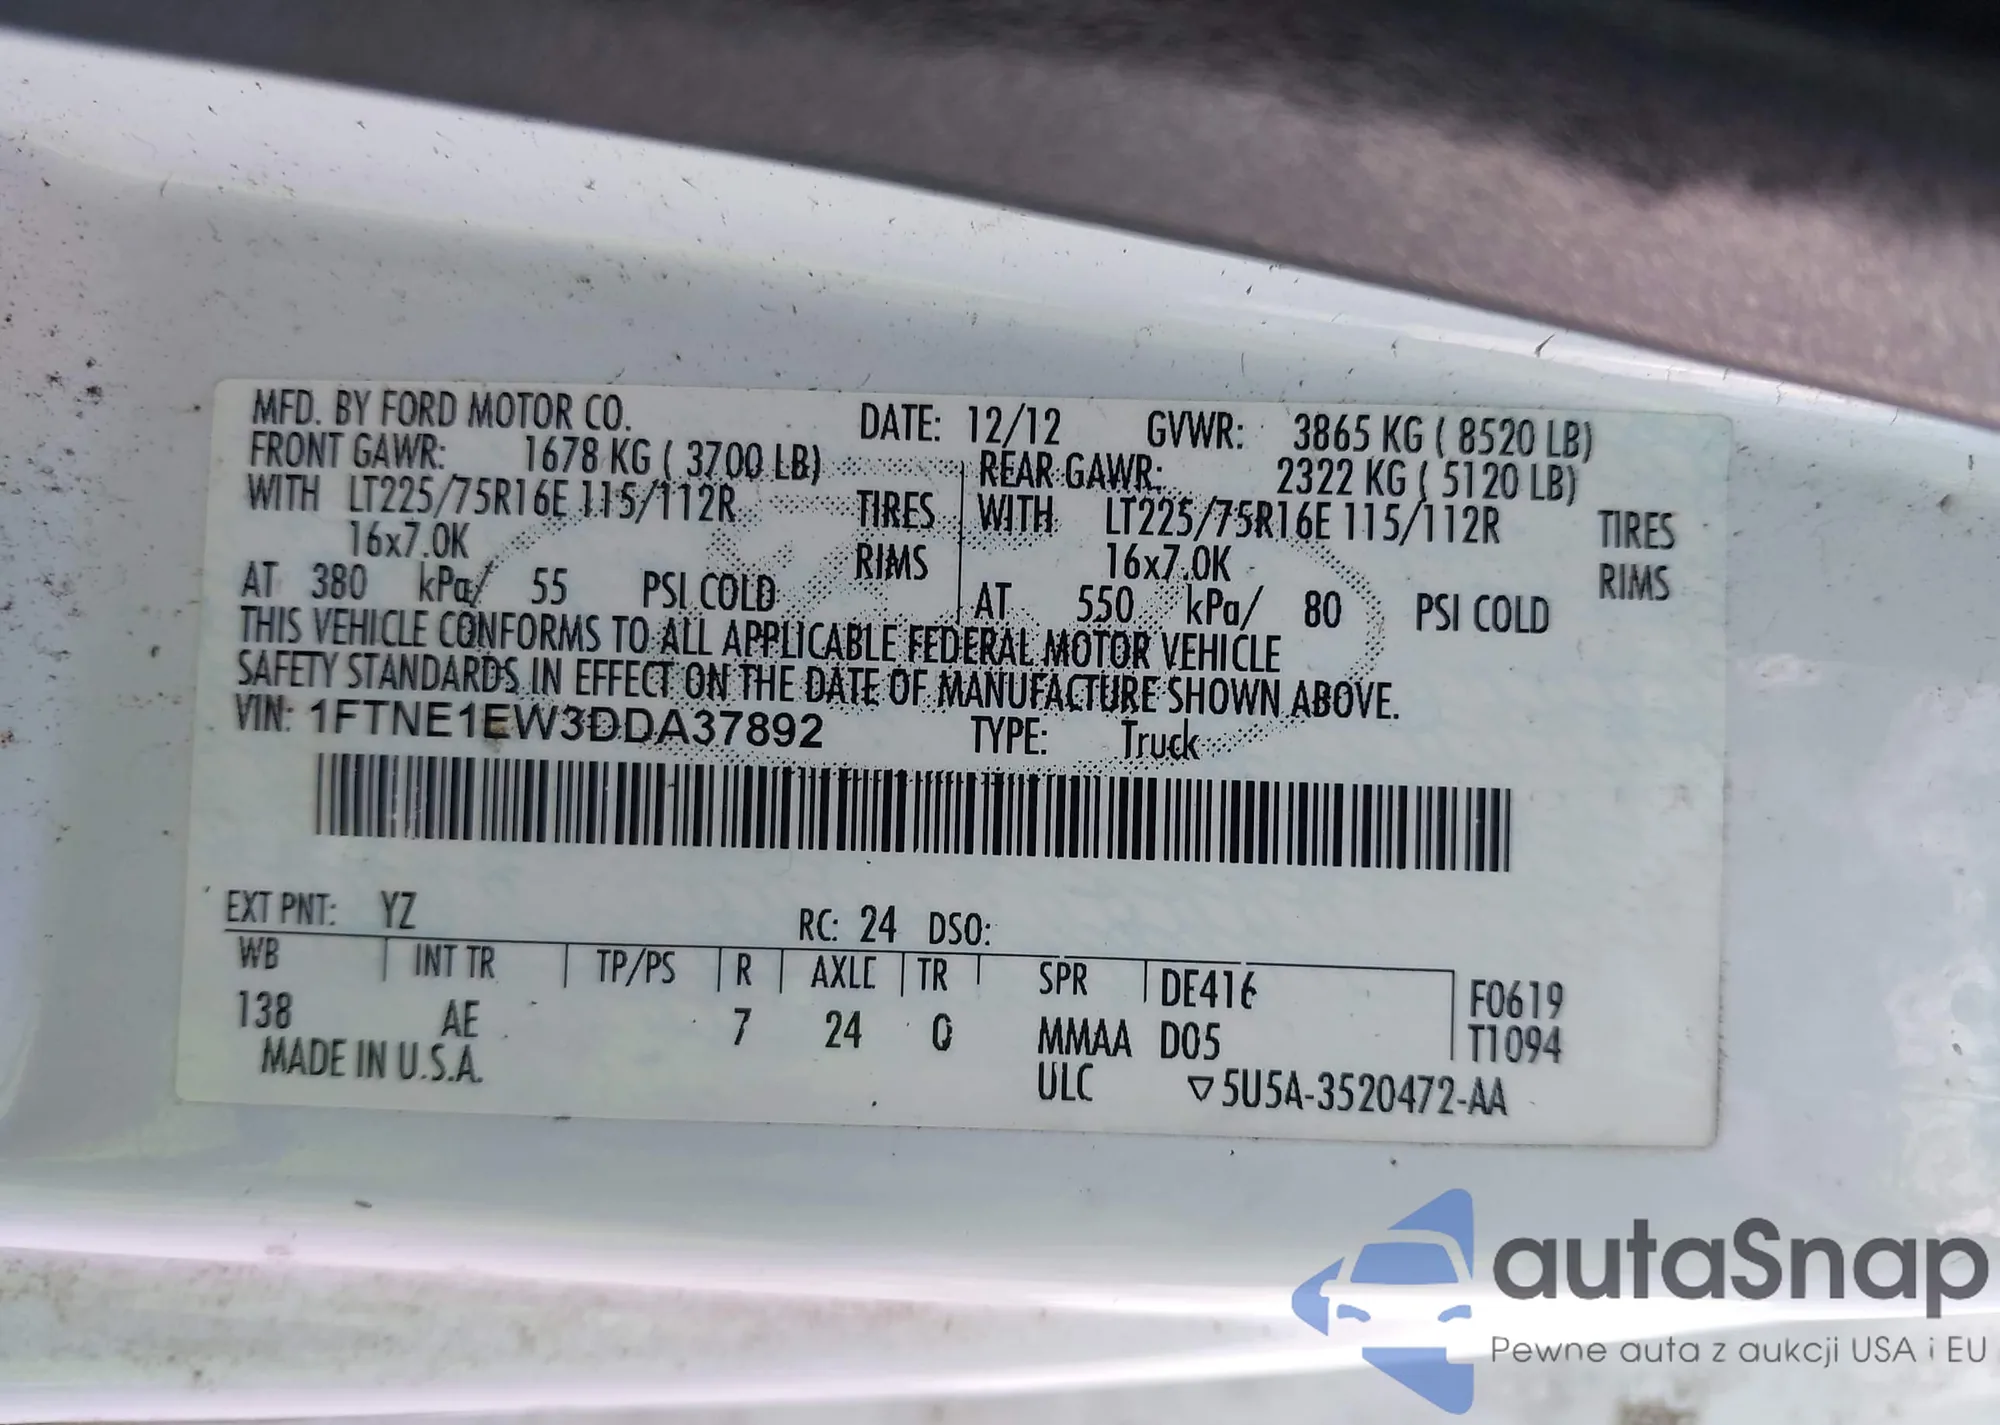 MFD. BY FORD MOTOR CO. DATE: 12/12 GVWR: 3865 KG ( 8520 LB)
FRONT GAWR: 1678 KG ( 3700 LB) REAR GAWR: 2322 KG ( 5120 LB)
WITH LT225/75R16E 115/112R TIRES WITH LT225/75R16E 115/112R TIRES
16x7.0K RIMS 16x7.0K RIMS
AT 380 kPa/ 55 PSI COLD AT 550 kPa/ 80 PSI COLD
THIS VEHICLE CONFORMS TO ALL APPLICABLE FEDERAL MOTOR VEHICLE
SAFETY STANDARDS IN EFFECT ON THE DATE OF MANUFACTURE SHOWN ABOVE.
VIN: 1FTNE1EW3DDA37892 TYPE: Truck
EXT PNT: YZ RC: 24 DSO:
WB INT TR TP/PS R AXLE TR SPR DE416 F0619
138 AE 7 24 Q MMAA D05 T1094
MADE IN U.S.A. ULC ▽5U5A-3520472-AA
autaSnap
Pewne auta z aukcji USA i EU